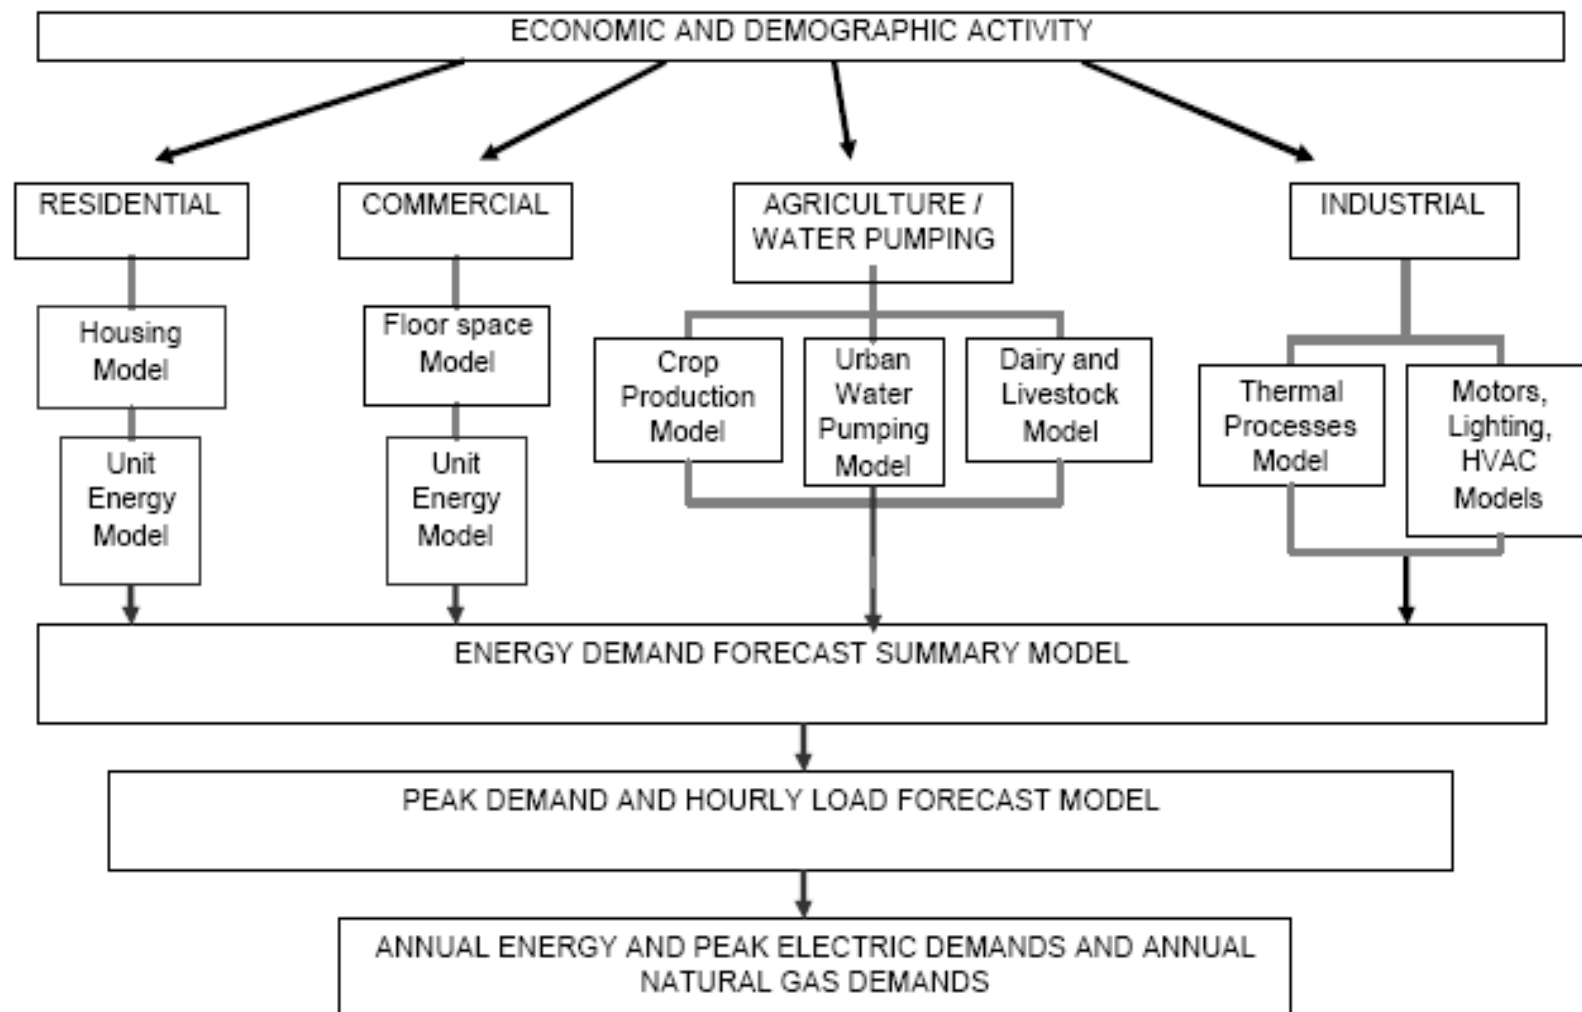 ECONOMIC AND DEMOGRAPHIC ACTIVITY
RESIDENTIAL
COMMERCIAL
AGRICULTURE /
WATER PUMPING
INDUSTRIAL
Housing
Model
Floor space
Model
Crop
Production
Model
Urban
Water
Pumping
Model
Dairy and
Livestock
Model
Thermal
Processes
Model
Motors,
Lighting,
HVAC
Models
Unit
Energy
Model
Unit
Energy
Model
ENERGY DEMAND FORECAST SUMMARY MODEL
PEAK DEMAND AND HOURLY LOAD FORECAST MODEL
ANNUAL ENERGY AND PEAK ELECTRIC DEMANDS AND ANNUAL
NATURAL GAS DEMANDS